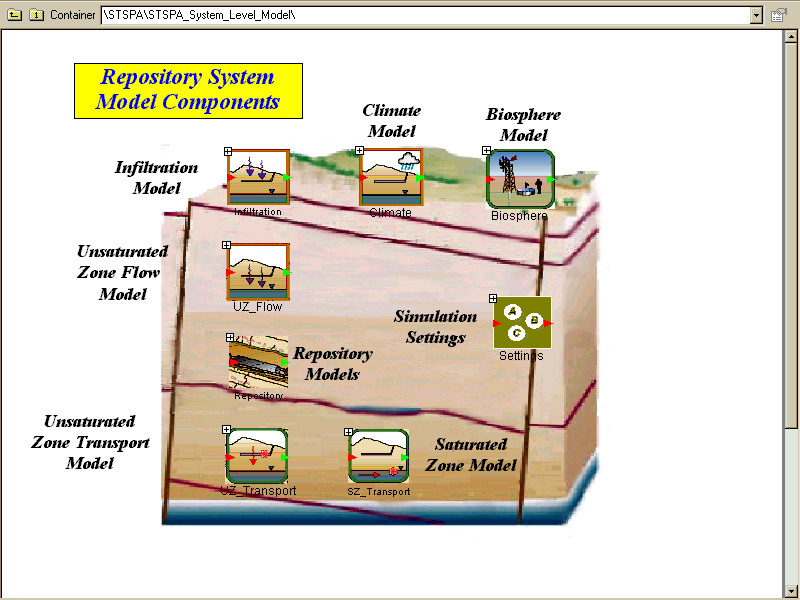 Container \STSPA\STSPA_System_Level_Model\
Repository System
Model Components
Climate
Model
Biosphere
Model
Infiltration
Model
Infiltration
Climate
Biosphere
Unsaturated
Zone Flow
Model
UZ_Flow
Simulation
Settings
A
B
C
Settings
Repository
Models
Repository
Unsaturated
Zone Transport
Model
UZ_Transport
SZ_Transport
Saturated
Zone Model